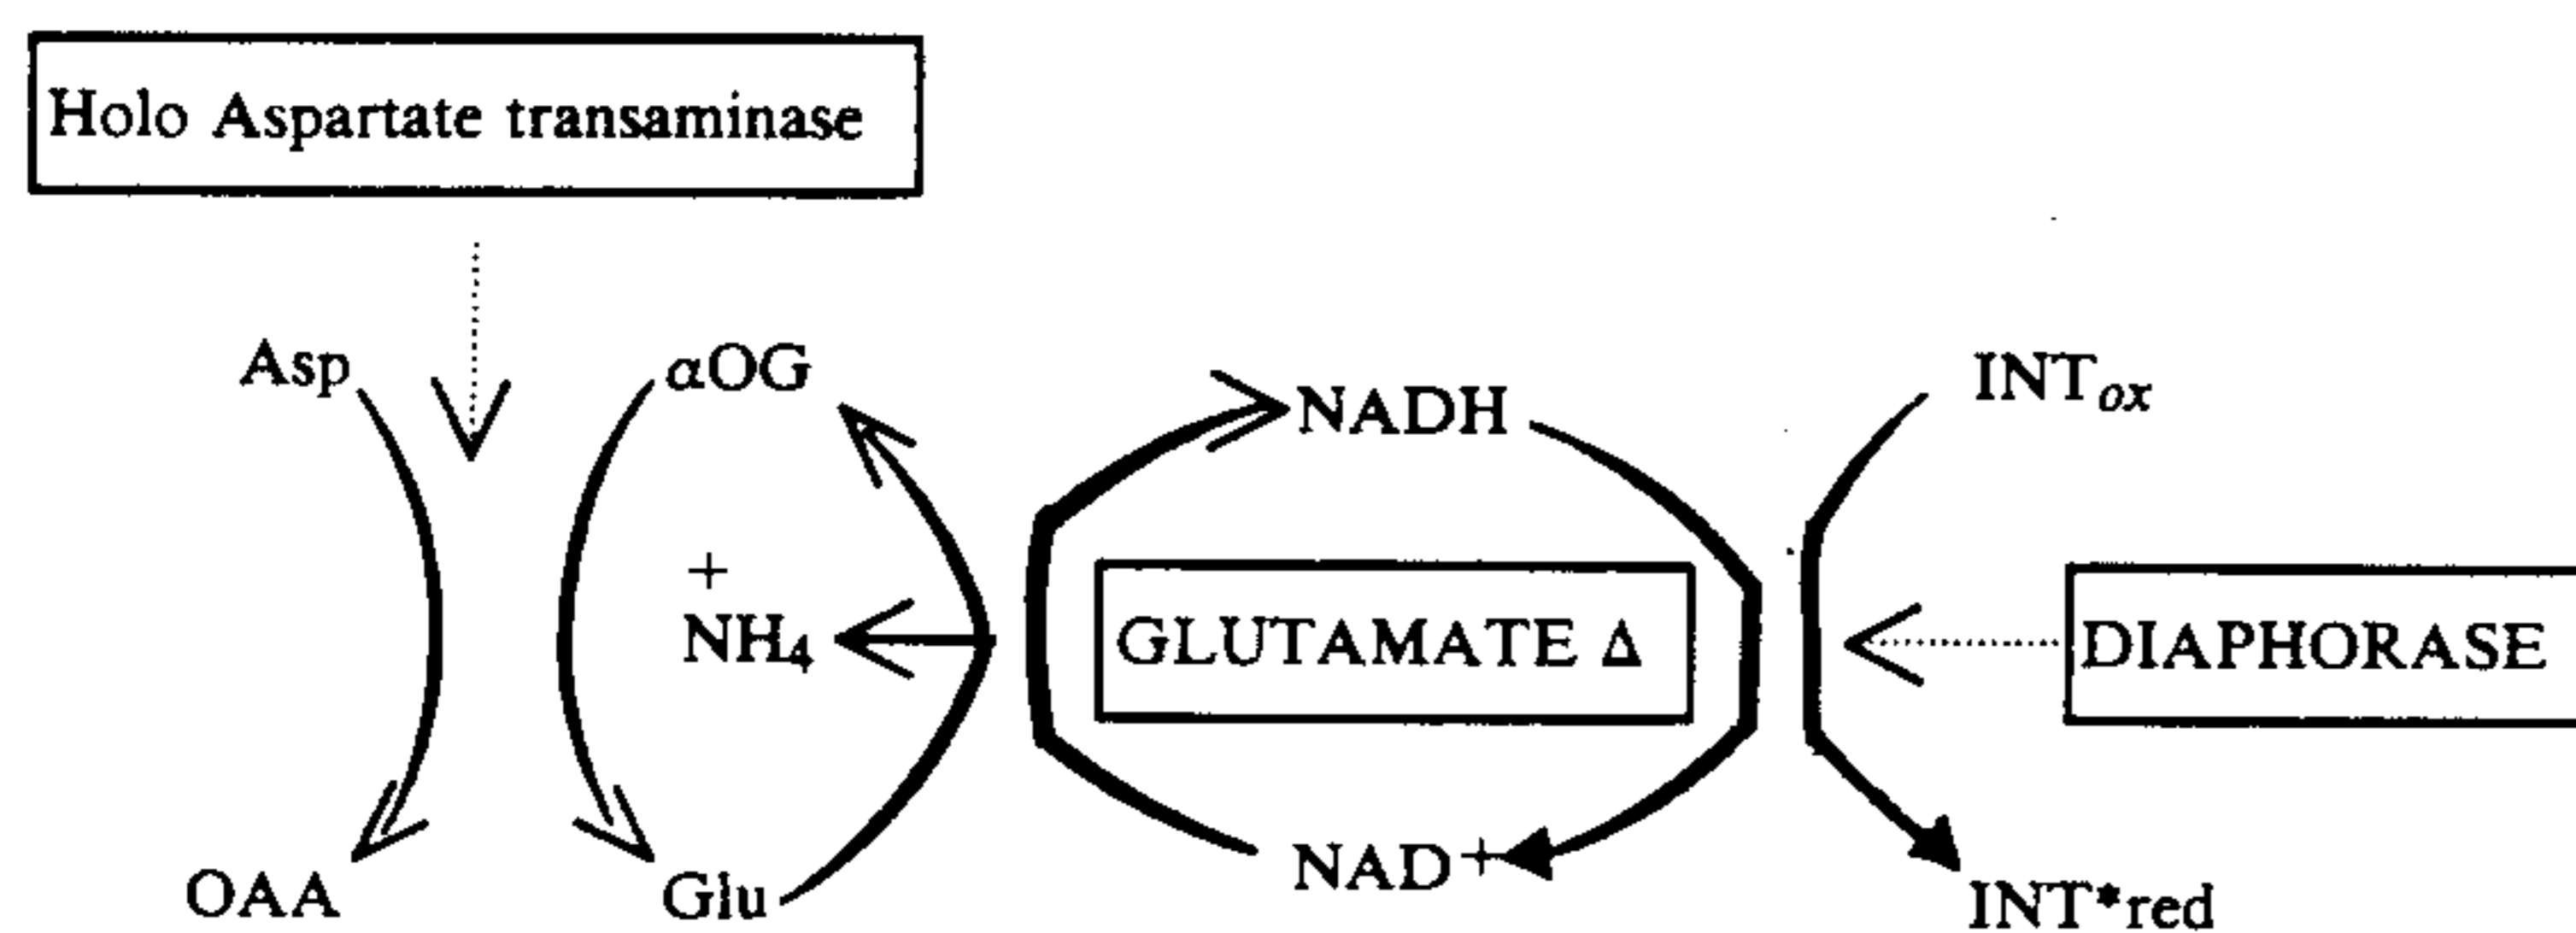 Holo Aspartate transaminase
Asp
αOG
NADH
INTox
+
NH4
GLUTAMATE Δ
DIAPHORASE
OAA
Glu
NAD+
INT*red